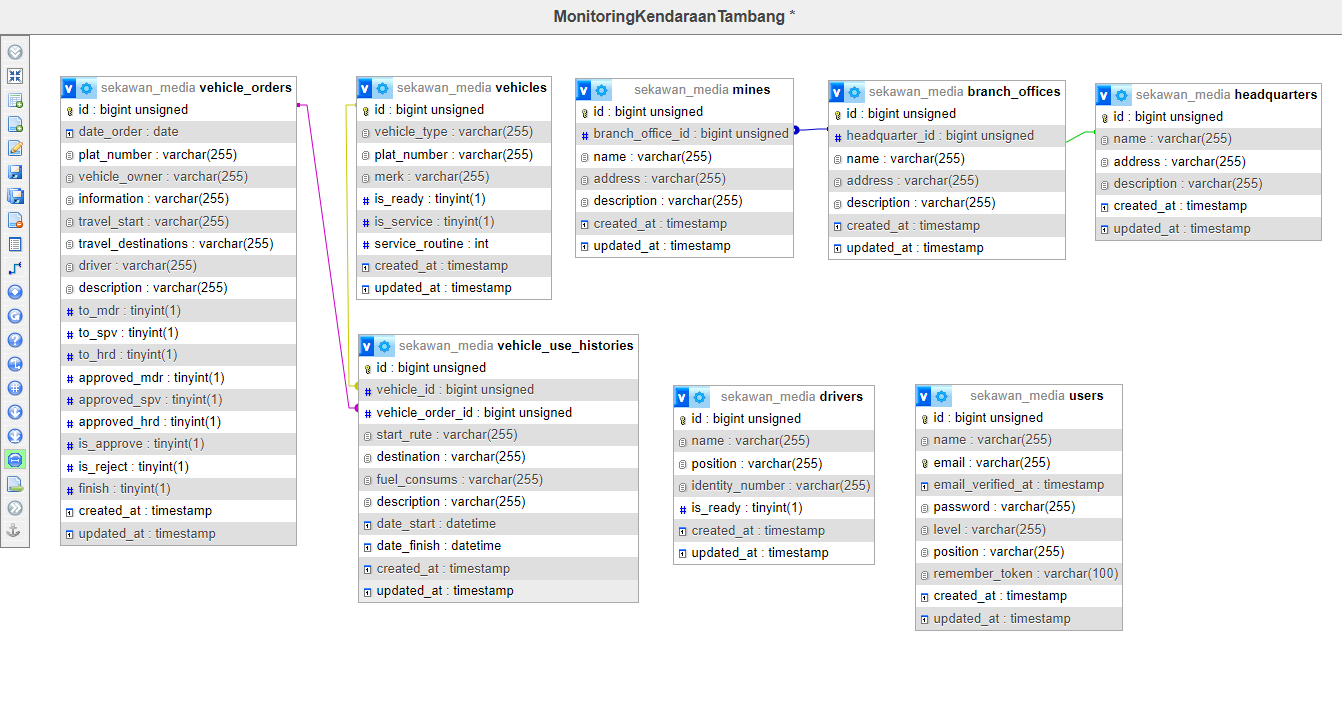 MonitoringKendaraanTambang *
sekawan_media vehicle_orders
id : bigint unsigned
date_order : date
plat_number : varchar(255)
vehicle_owner : varchar(255)
information : varchar(255)
travel_start : varchar(255)
travel_destinations : varchar(255)
driver : varchar(255)
description : varchar(255)
to_mdr : tinyint(1)
to_spv : tinyint(1)
to_hrd : tinyint(1)
approved_mdr : tinyint(1)
approved_spv : tinyint(1)
approved_hrd : tinyint(1)
is_approve : tinyint(1)
is_reject : tinyint(1)
finish : tinyint(1)
created_at : timestamp
updated_at : timestamp
sekawan_media vehicles
id : bigint unsigned
vehicle_type : varchar(255)
plat_number : varchar(255)
merk : varchar(255)
is_ready : tinyint(1)
is_service : tinyint(1)
service_routine : int
created_at : timestamp
updated_at : timestamp
sekawan_media mines
id : bigint unsigned
branch_office_id : bigint unsigned
name : varchar(255)
address : varchar(255)
description : varchar(255)
created_at : timestamp
updated_at : timestamp
sekawan_media branch_offices
id : bigint unsigned
headquarter_id : bigint unsigned
name : varchar(255)
address : varchar(255)
description : varchar(255)
created_at : timestamp
updated_at : timestamp
sekawan_media headquarters
id : bigint unsigned
name : varchar(255)
address : varchar(255)
description : varchar(255)
created_at : timestamp
updated_at : timestamp
sekawan_media vehicle_use_histories
id : bigint unsigned
vehicle_id : bigint unsigned
vehicle_order_id : bigint unsigned
start_rute : varchar(255)
destination : varchar(255)
fuel_consums : varchar(255)
description : varchar(255)
date_start : datetime
date_finish : datetime
created_at : timestamp
updated_at : timestamp
sekawan_media drivers
id : bigint unsigned
name : varchar(255)
position : varchar(255)
identity_number : varchar(255)
is_ready : tinyint(1)
created_at : timestamp
updated_at : timestamp
sekawan_media users
id : bigint unsigned
name : varchar(255)
email : varchar(255)
email_verified_at : timestamp
password : varchar(255)
level : varchar(255)
position : varchar(255)
remember_token : varchar(100)
created_at : timestamp
updated_at : timestamp